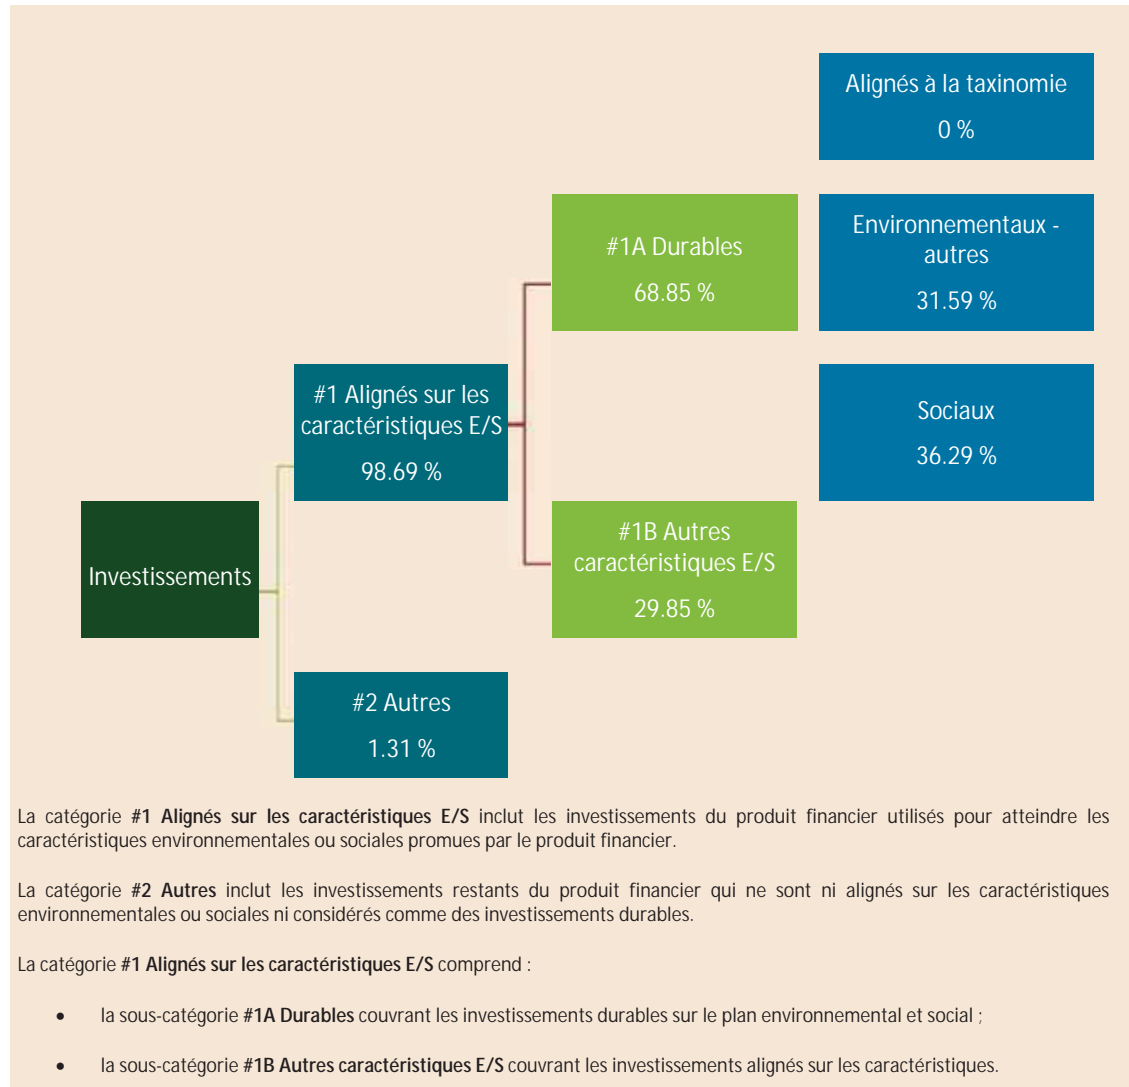 Alignés à la taxinomie
0 %
#1A Durables
68.85 %
Environnementaux -
autres
31.59 %
#1 Alignés sur les
caractéristiques E/S
98.69 %
Sociaux
36.29 %
Investissements
#1B Autres
caractéristiques E/S
29.85 %
#2 Autres
1.31 %
La catégorie #1 Alignés sur les caractéristiques E/S inclut les investissements du produit financier utilisés pour atteindre les
caractéristiques environnementales ou sociales promues par le produit financier.
La catégorie #2 Autres inclut les investissements restants du produit financier qui ne sont ni alignés sur les caractéristiques
environnementales ou sociales ni considérés comme des investissements durables.
La catégorie #1 Alignés sur les caractéristiques E/S comprend :
• la sous-catégorie #1A Durables couvrant les investissements durables sur le plan environnemental et social ;
• la sous-catégorie #1B Autres caractéristiques E/S couvrant les investissements alignés sur les caractéristiques.